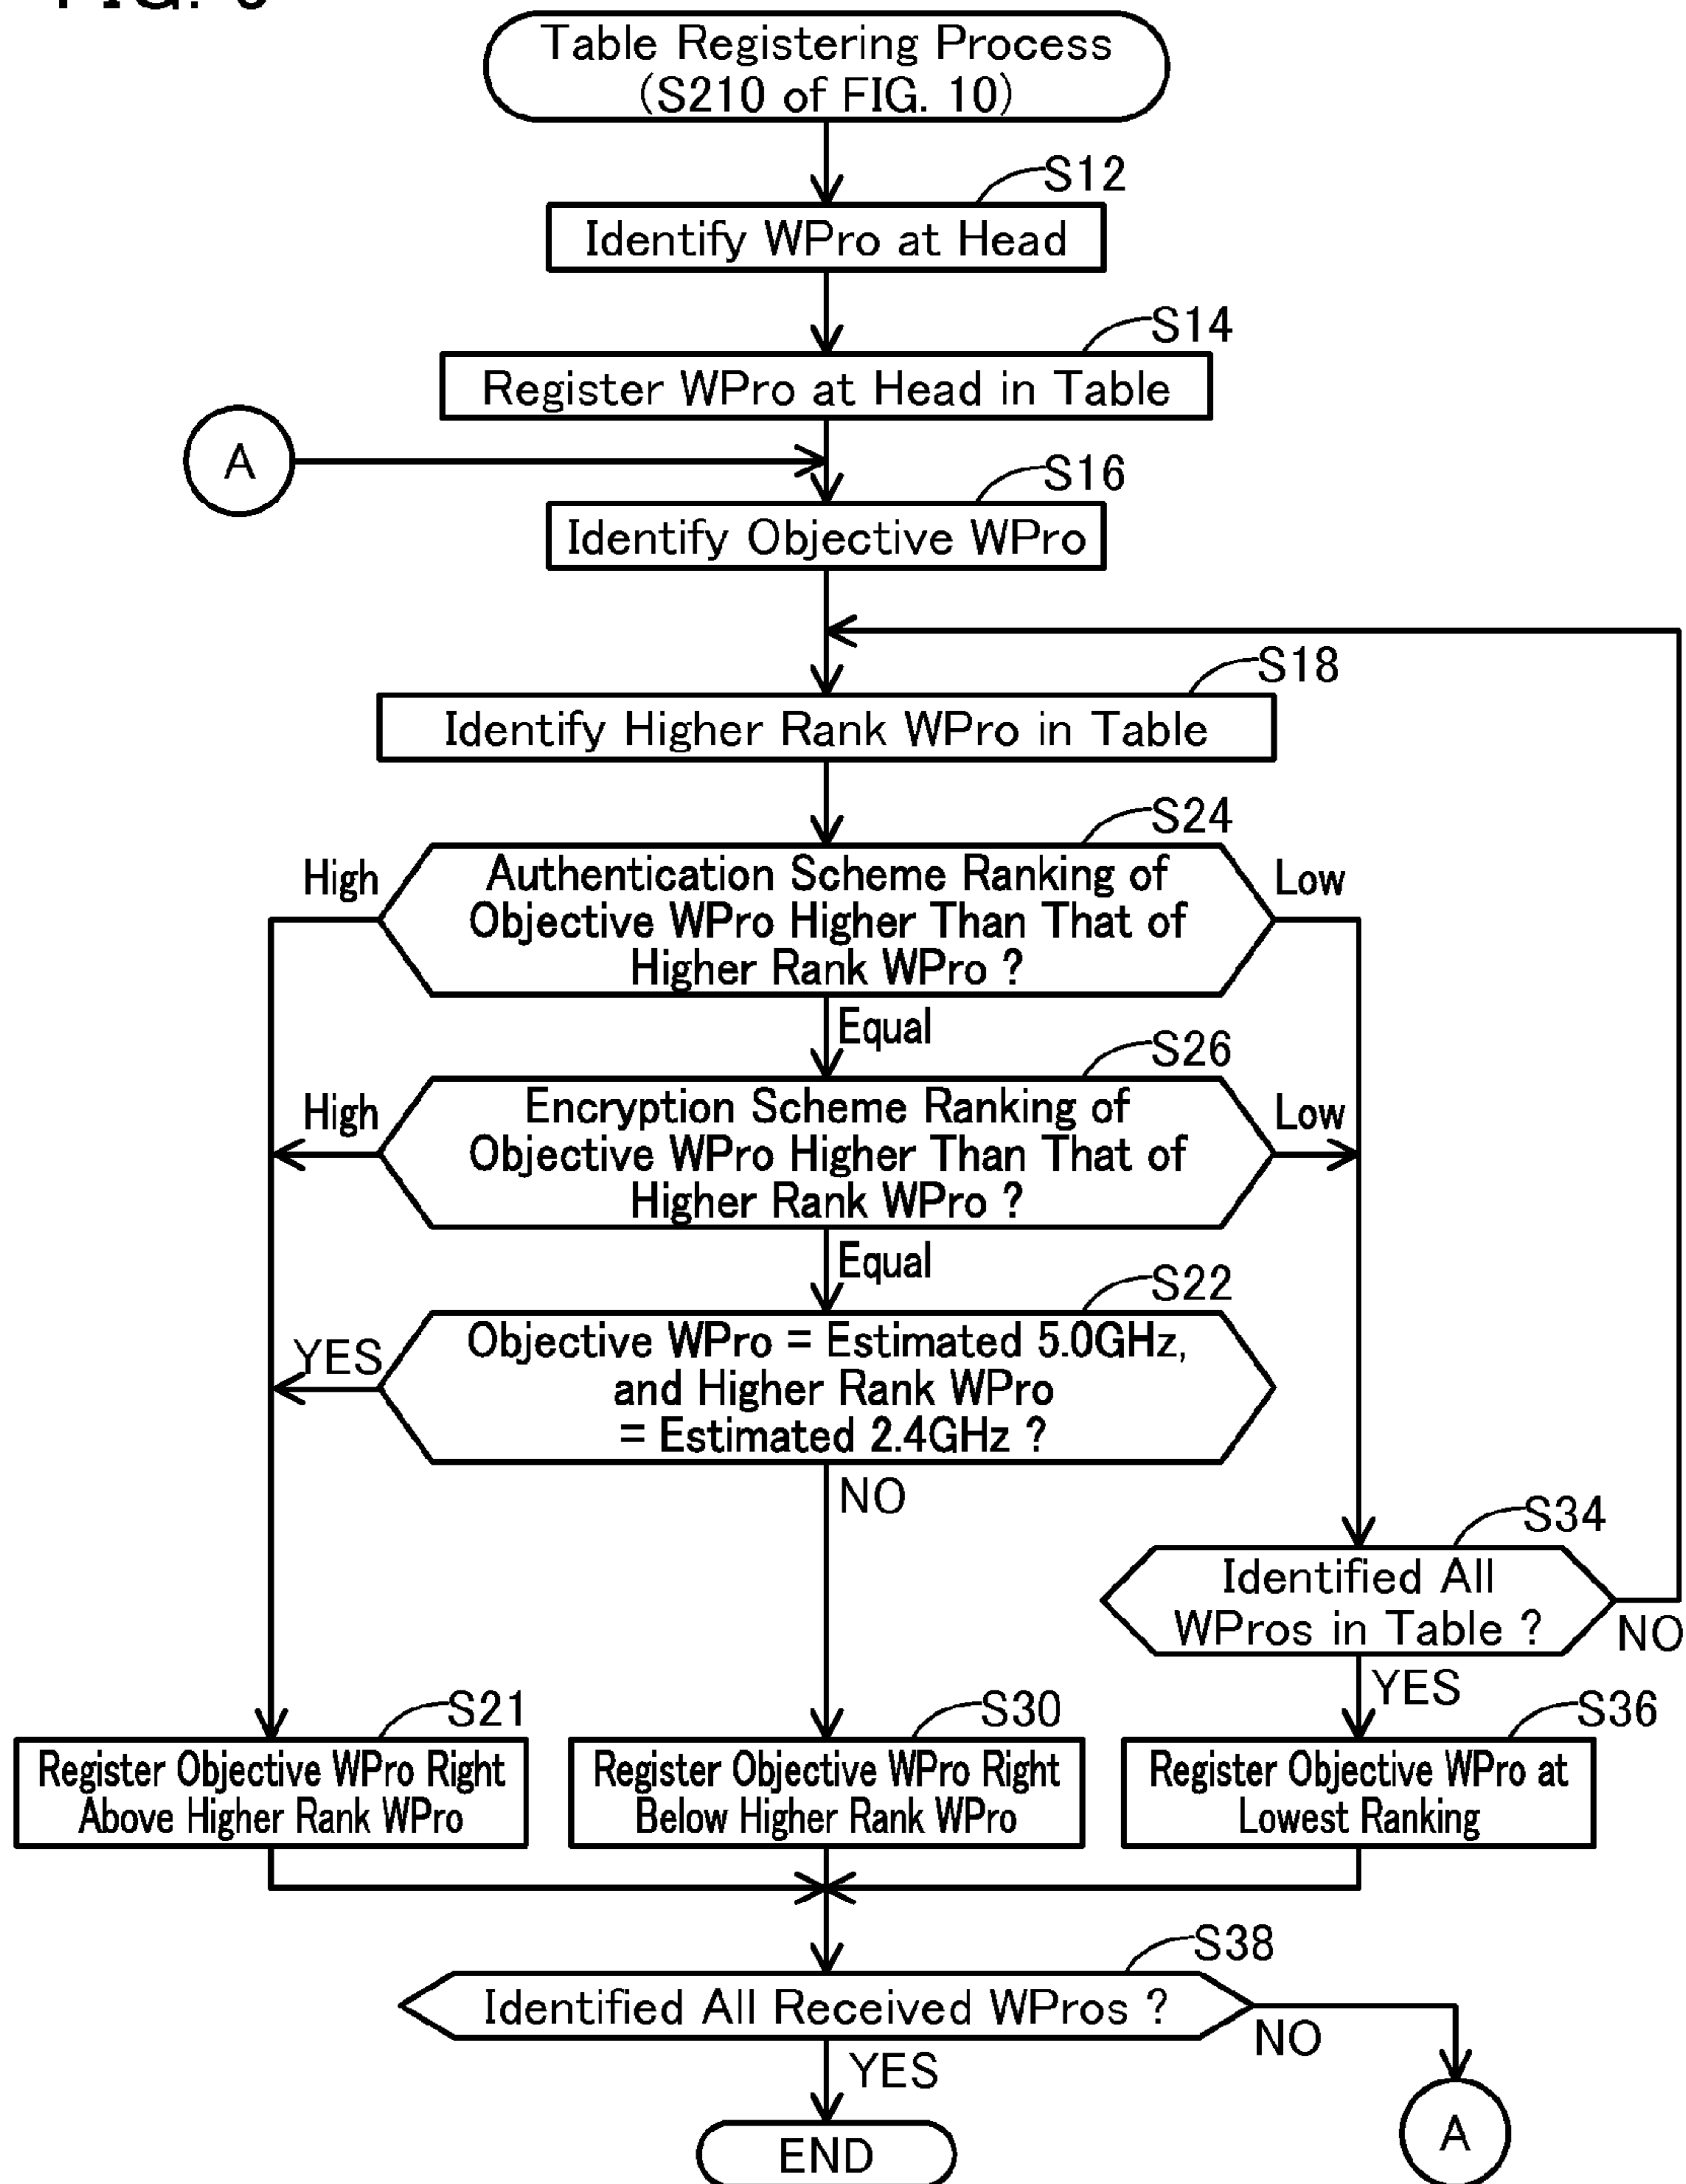 Table Registering Process
(S210 of FIG. 10)
S12
Identify WPro at Head
S14
Register WPro at Head in Table
A
S16
Identify Objective WPro
S18
Identify Higher Rank WPro in Table
S24
High
Authentication Scheme Ranking of
Objective WPro Higher Than That of
Higher Rank WPro ?
Low
Equal
S26
High
Encryption Scheme Ranking of
Objective WPro Higher Than That of
Higher Rank WPro ?
Low
Equal
S22
YES
Objective WPro = Estimated 5.0GHz,
and Higher Rank WPro
= Estimated 2.4GHz ?
NO
S34
Identified All
WPros in Table ?
NO
YES
S21
Register Objective WPro Right
Above Higher Rank WPro
S30
Register Objective WPro Right
Below Higher Rank WPro
S36
Register Objective WPro at
Lowest Ranking
S38
Identified All Received WPros ?
NO
YES
END
A